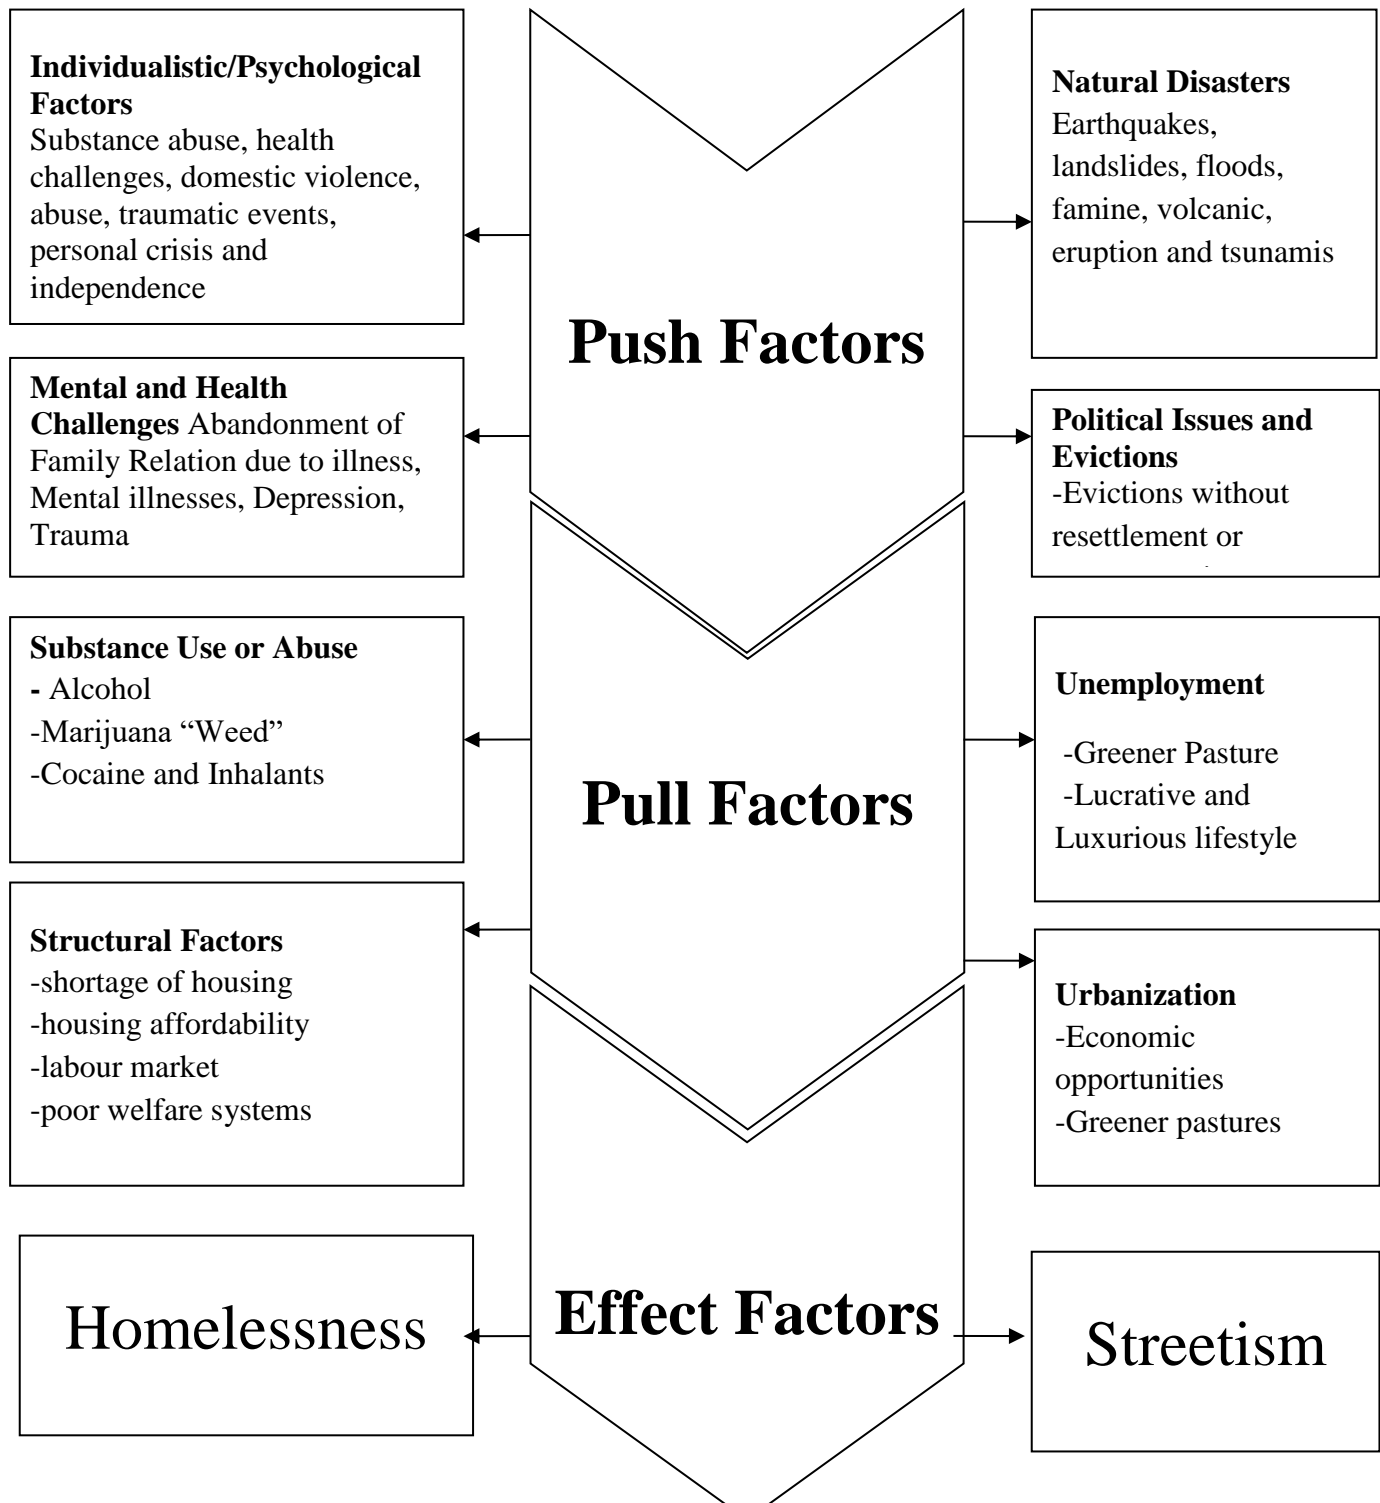 Individualistic/Psychological
Factors
Substance abuse, health
challenges, domestic violence,
abuse, traumatic events,
personal crisis and
independence
Natural Disasters
Earthquakes,
landslides, floods,
famine, volcanic,
eruption and tsunamis
Push Factors
Mental and Health
Challenges Abandonment of
Family Relation due to illness,
Mental illnesses, Depression,
Trauma
Political Issues and
Evictions
-Evictions without
resettlement or
Substance Use or Abuse
- Alcohol
-Marijuana “Weed”
-Cocaine and Inhalants
Unemployment
-Greener Pasture
-Lucrative and
Luxurious lifestyle
Pull Factors
Structural Factors
-shortage of housing
-housing affordability
-labour market
-poor welfare systems
Urbanization
-Economic
opportunities
-Greener pastures
Homelessness
Effect Factors
Streetism